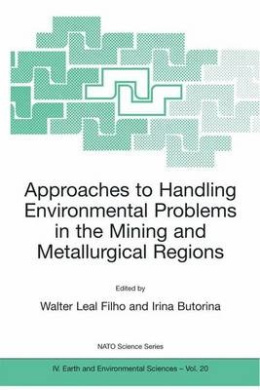 Approaches to Handling
Environmental Problems
in the Mining and
Metallurgical Regions
Edited by
Walter Leal Filho and Irina Butorina
NATO Science Series
IV. Earth and Environmental Sciences – Vol. 20